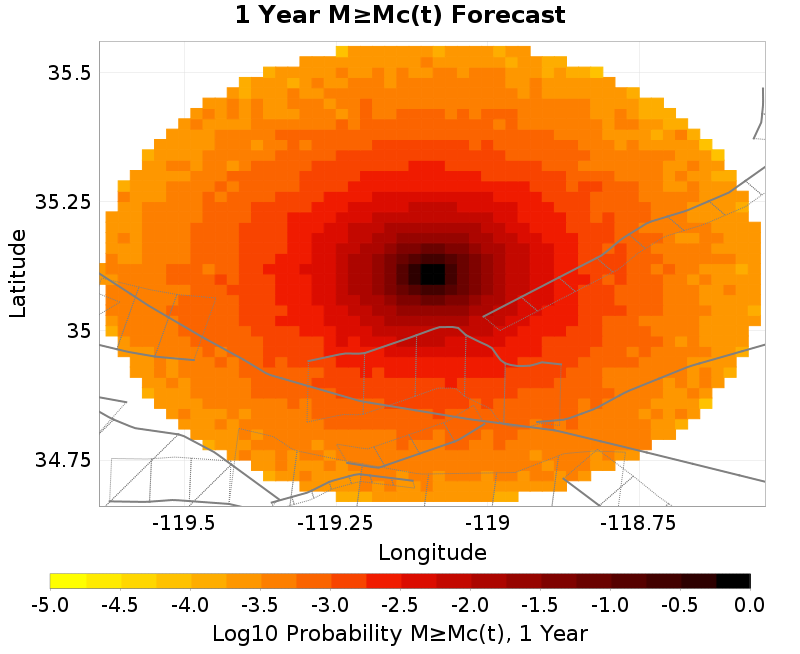 1 Year M≥Mc(t) Forecast
35.5
35.25
35
34.75
Latitude
-119.5 -119.25 -119 -118.75
Longitude
-5.0 -4.5 -4.0 -3.5 -3.0 -2.5 -2.0 -1.5 -1.0 -0.5 0.0
Log10 Probability M≥Mc(t), 1 Year